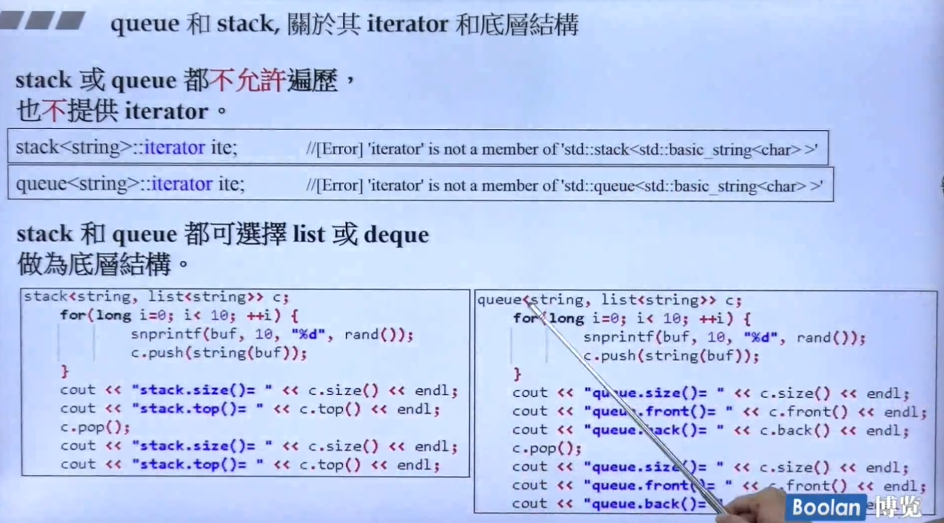 queue 和 stack, 關於其 iterator 和底層結構
stack 或 queue 都不允許遍歷，
也不提供 iterator。
stack<string>::iterator ite; //[Error] 'iterator' is not a member of 'std::stack<std::basic_string<char> >'
queue<string>::iterator ite; //[Error] 'iterator' is not a member of 'std::queue<std::basic_string<char> >'
stack 和 queue 都可選擇 list 或 deque
做為底層結構。
stack<string, list<string>> c;
for(long i=0; i< 10; ++i) {
snprintf(buf, 10, "%d", rand());
c.push(string(buf));
}
cout << "stack.size()= " << c.size() << endl;
cout << "stack.top()= " << c.top() << endl;
c.pop();
cout << "stack.size()= " << c.size() << endl;
cout << "stack.top()= " << c.top() << endl;
queue<string, list<string>> c;
for(long i=0; i< 10; ++i) {
snprintf(buf, 10, "%d", rand());
c.push(string(buf));
}
cout << "queue.size()= " << c.size() << endl;
cout << "queue.front()= " << c.front() << endl;
cout << "queue.back()= " << c.back() << endl;
c.pop();
cout << "queue.size()= " << c.size() << endl;
cout << "queue.front()= " << c.front() << endl;
cout << "queue.back()=
Boolan 博览